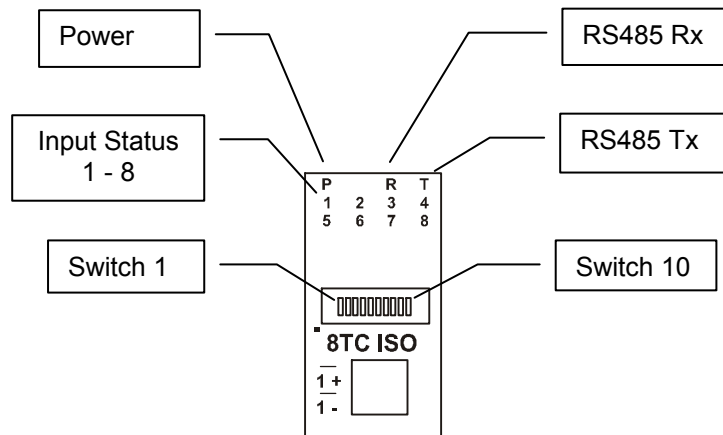 Power
RS485 Rx
Input Status
1 - 8
RS485 Tx
P R T
1 2 3 4
5 6 7 8
Switch 1
Switch 10
8TC ISO
1 +
1 -